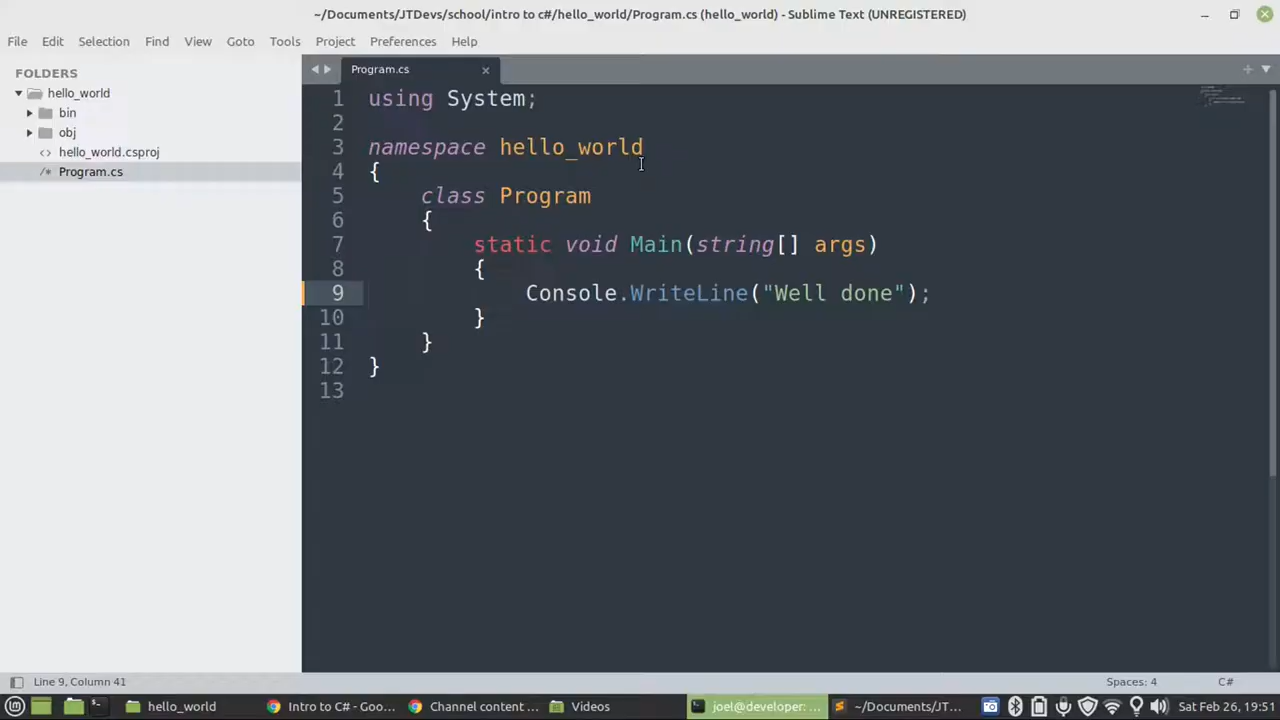 ~/Documents/JTDevs/school/intro to c#/hello_world/Program.cs (hello_world) - Sublime Text (UNREGISTERED)
File Edit Selection Find View Goto Tools Project Preferences Help
FOLDERS
hello_world
bin
obj
<> hello_world.csproj
/* Program.cs
Program.cs
1 using System;
2
3 namespace hello_world
4 {
5 class Program
6 {
7 static void Main(string[] args)
8 {
9 Console.WriteLine("Well done");
10 }
11 }
12 }
13
Line 9, Column 41 Spaces: 4 C#
hello_world Intro to C# - Goo... Channel content ... Videos joel@developer: ... ~/Documents/JT... Sat Feb 26, 19:51